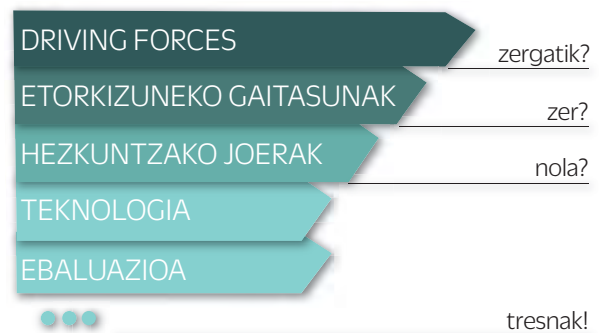 DRIVING FORCES
zergatik?
ETORKIZUNEKO GAITASUNAK
zer?
HEZKUNTZAKO JOERAK
nola?
TEKNOLOGIA
EBALUAZIOA
tresnak!